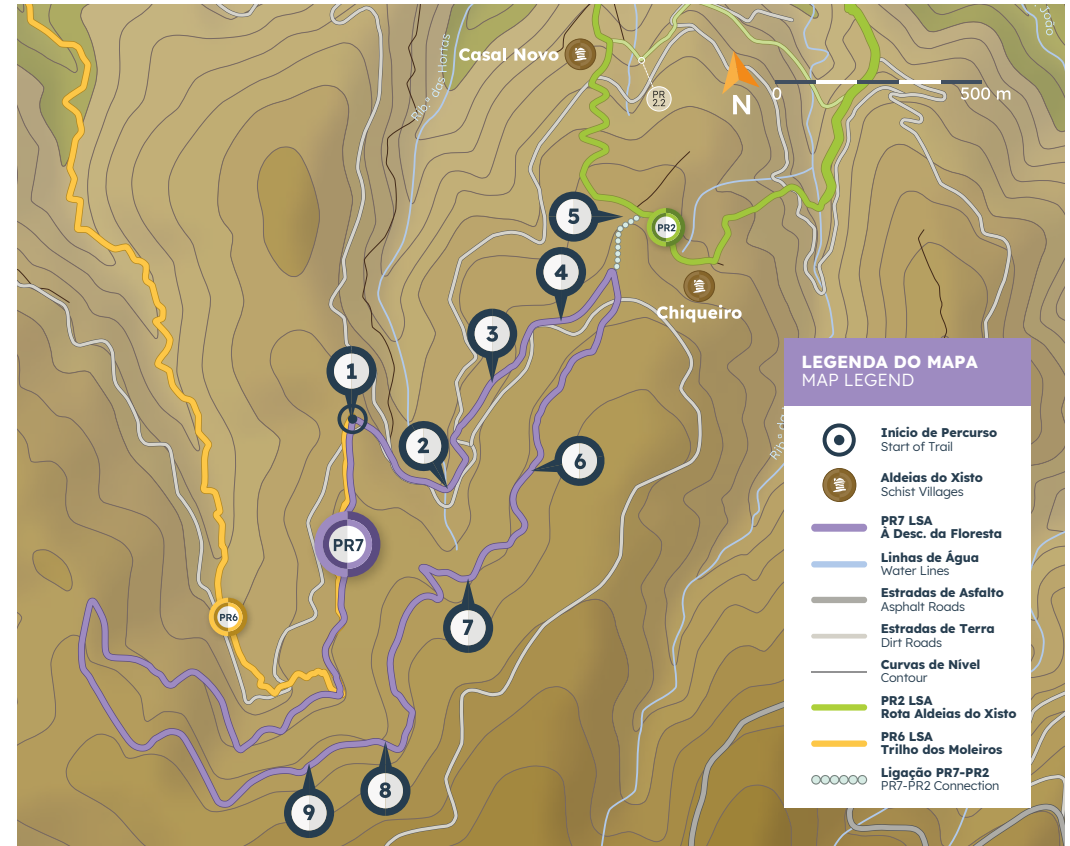 Casal Novo
Rib.ª das Hortas
João
PR
2.2
N
0
500 m
5
PR2
4
Chiqueiro
3
1
2
6
PR7
7
PR6
8
9
Rib.ª da
LEGENDA DO MAPA
MAP LEGEND
Início de Percurso
Start of Trail
Aldeias do Xisto
Schist Villages
PR7 LSA
À Desc. da Floresta
Linhas de Água
Water Lines
Estradas de Asfalto
Asphalt Roads
Estradas de Terra
Dirt Roads
Curvas de Nível
Contour
PR2 LSA
Rota Aldeias do Xisto
PR6 LSA
Trilho dos Moleiros
Ligação PR7-PR2
PR7-PR2 Connection